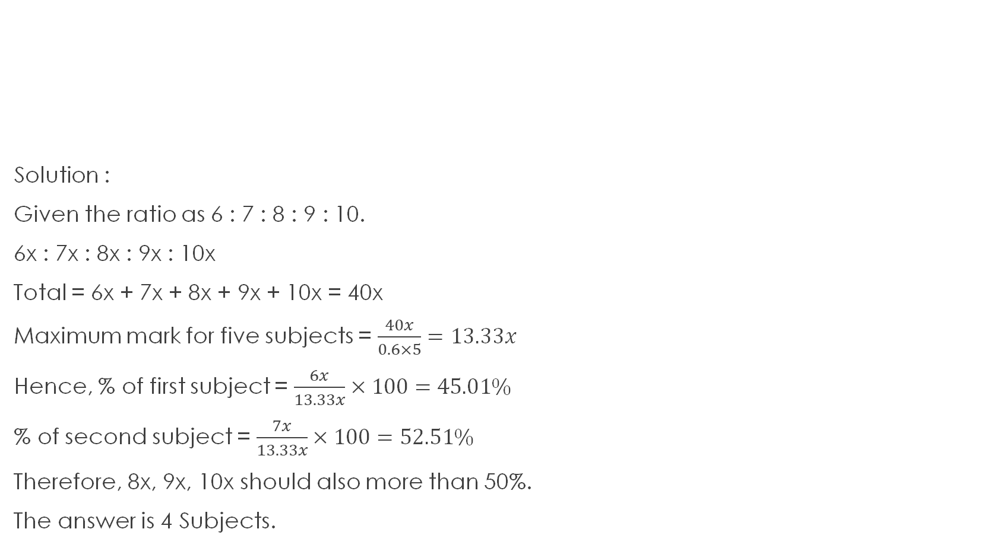 Solution :
Given the ratio as 6 : 7 : 8 : 9 : 10.
6x : 7x : 8x : 9x : 10x
Total = 6x + 7x + 8x + 9x + 10x = 40x
Maximum mark for five subjects = \frac{40x}{0.6×5} = 13.33x
Hence, % of first subject = \frac{6x}{13.33x} × 100 = 45.01%
% of second subject = \frac{7x}{13.33x} × 100 = 52.51%
Therefore, 8x, 9x, 10x should also more than 50%.
The answer is 4 Subjects.